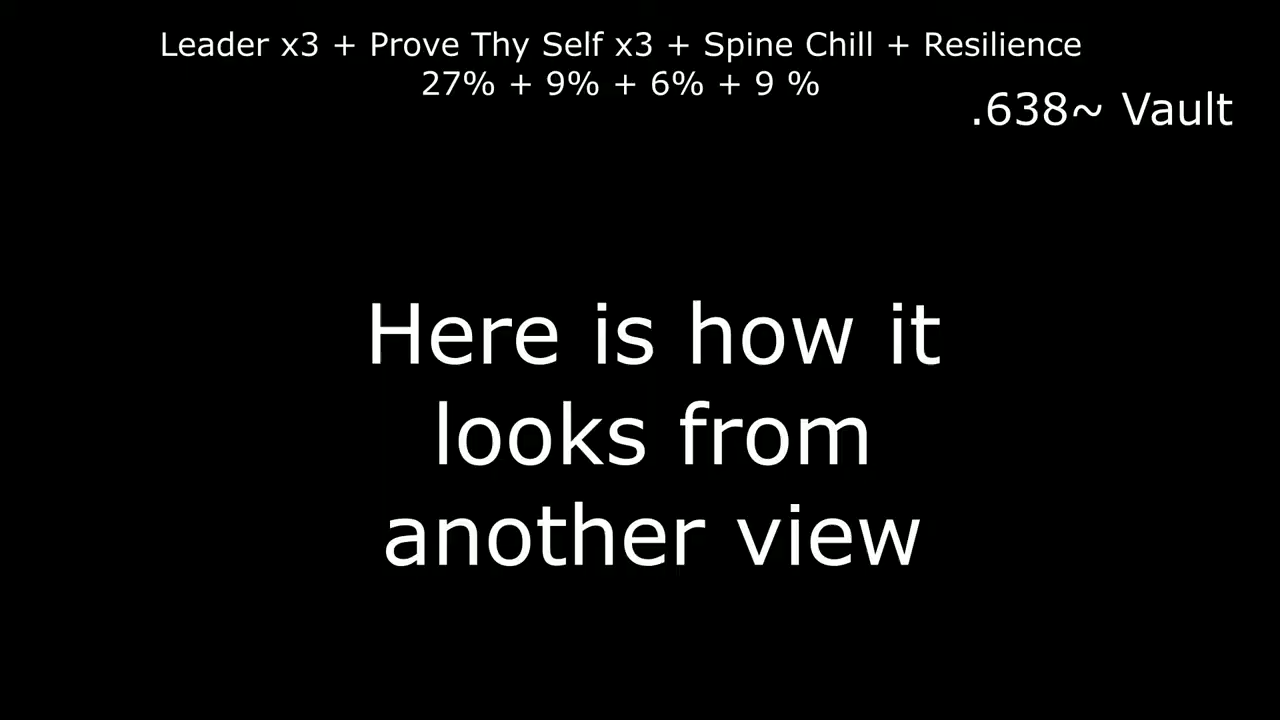 Leader x3 + Prove Thy Self x3 + Spine Chill + Resilience
27% + 9% + 6% + 9 %
.638~ Vault
Here is how it
looks from
another view